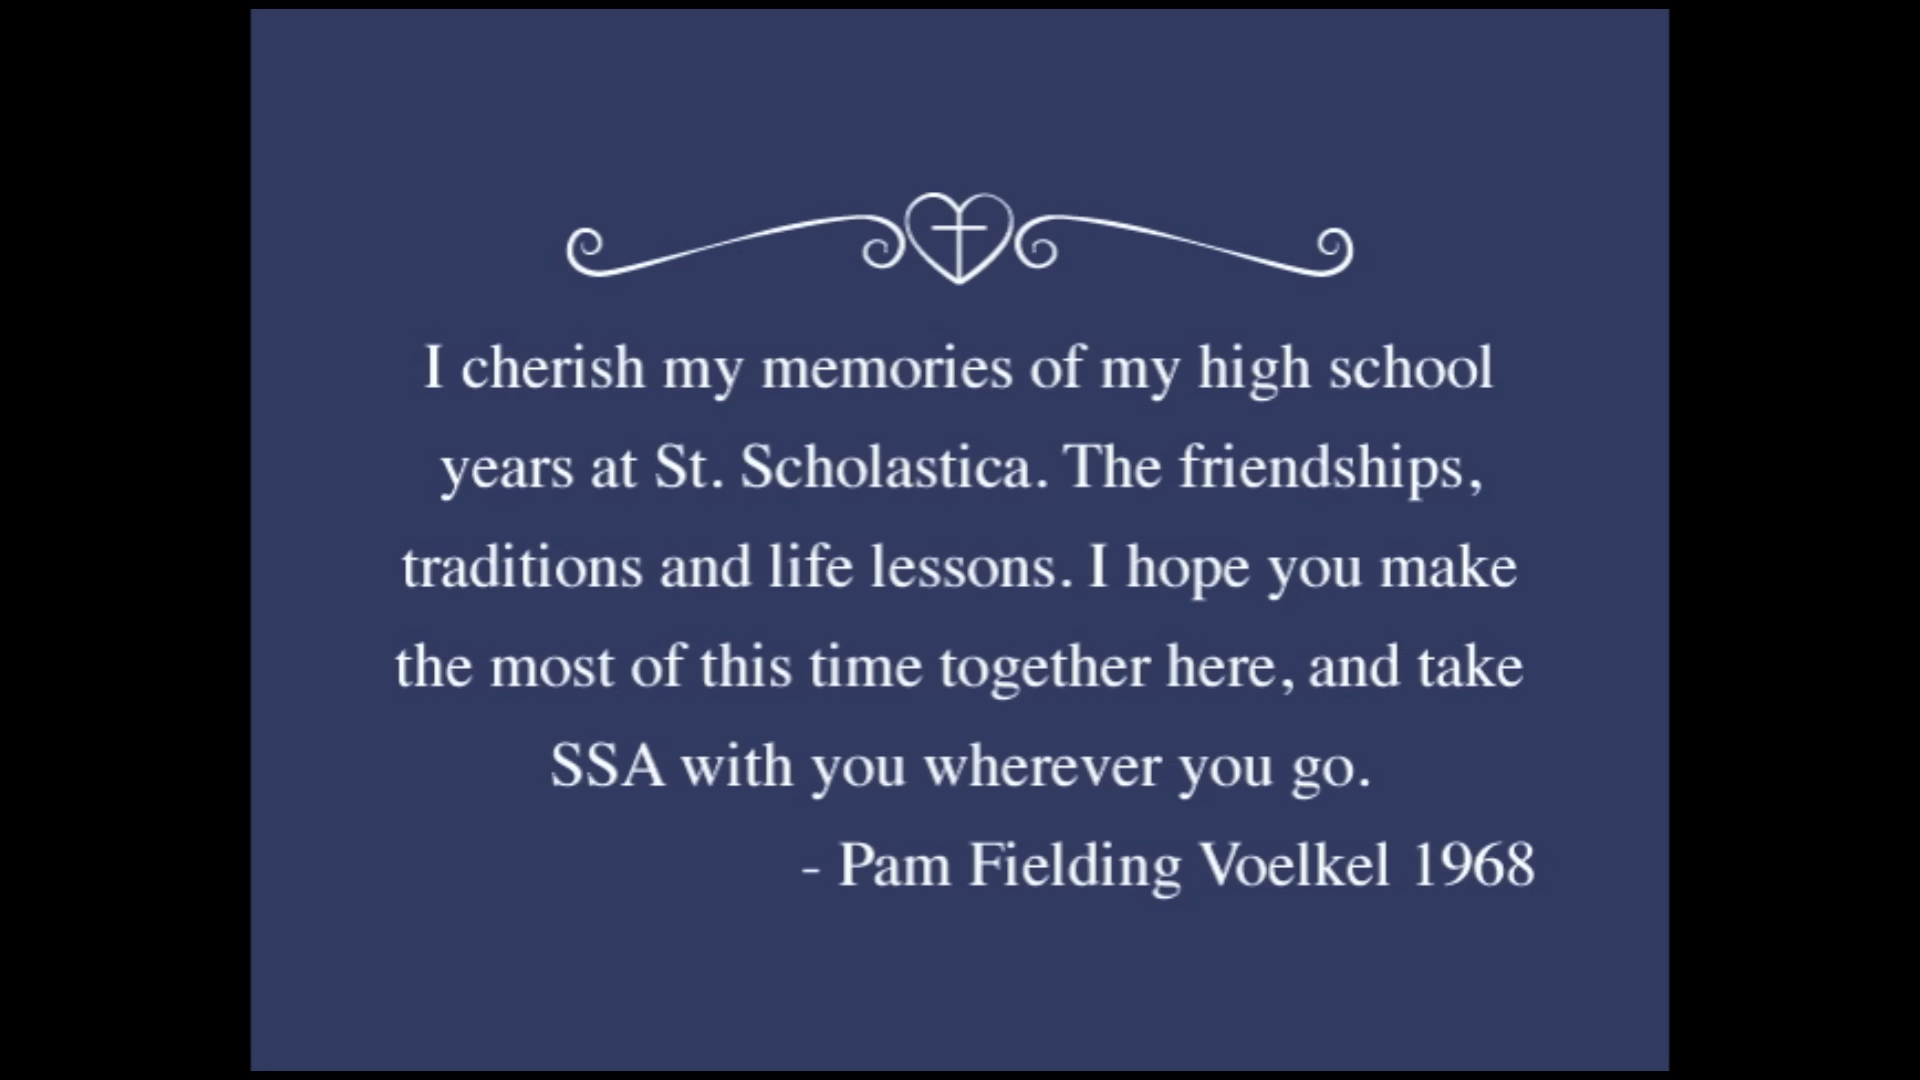 I cherish my memories of my high school
years at St. Scholastica. The friendships,
traditions and life lessons. I hope you make
the most of this time together here, and take
SSA with you wherever you go.
- Pam Fielding Voelkel 1968